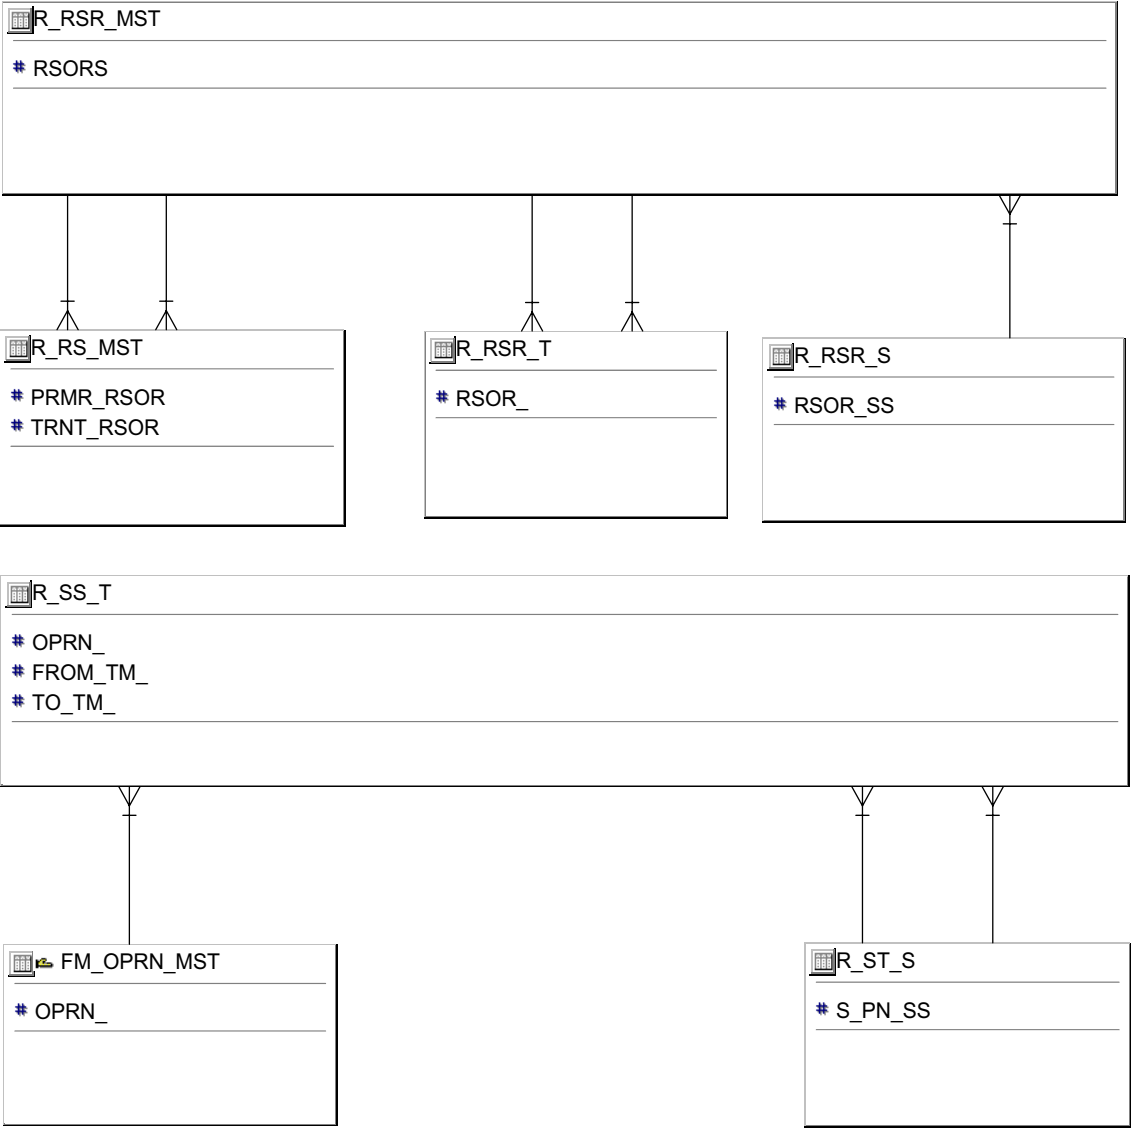 R_RSR_MST
# RSORS
R_RS_MST
# PRMR_RSOR
# TRNT_RSOR
R_RSR_T
# RSOR_
R_RSR_S
# RSOR_SS
R_SS_T
# OPRN_
# FROM_TM_
# TO_TM_
FM_OPRN_MST
# OPRN_
R_ST_S
# S_PN_SS